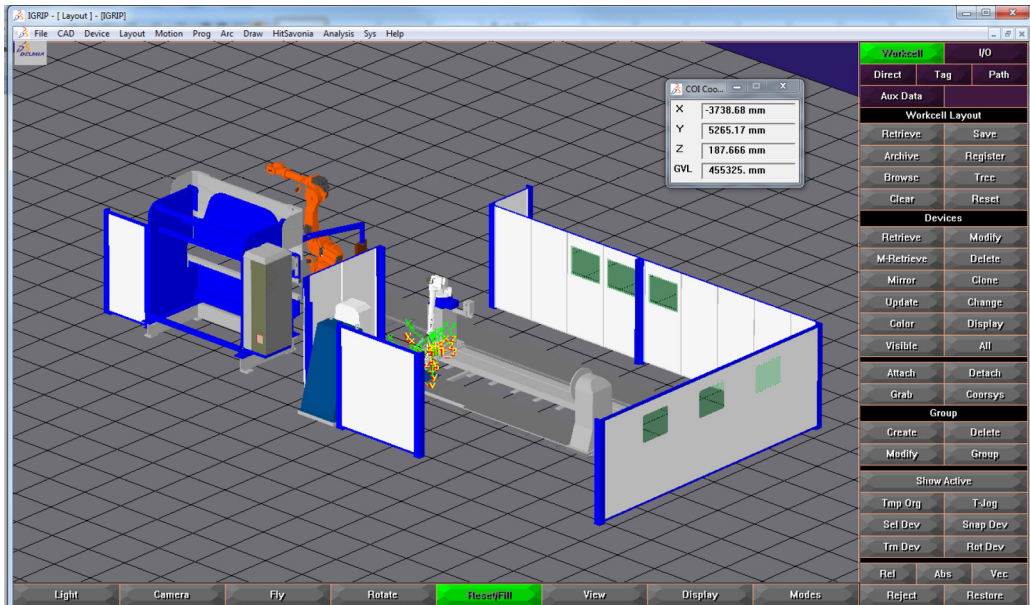 IGRIP - [ Layout ] - [IGRIP]
File CAD Device Layout Motion Prog Arc Draw HitSavonia Analysis Sys Help
DELMIA
COI Coo...
X -3738.68 mm
Y 5265.17 mm
Z 187.666 mm
GVL 455325. mm
Workcell I/O
Direct Tag Path
Aux Data
Workcell Layout
Retrieve Save
Archive Register
Browse Tree
Clear Reset
Devices
Retrieve Modify
M-Retrieve Delete
Mirror Clone
Update Change
Color Display
Visible All
Attach Detach
Grab Coorsys
Group
Create Delete
Modify Group
Show Active
Tmp Org T-Jog
Sel Dev Snap Dev
Trn Dev Rot Dev
Rel Abs Vec
Reject Restore
Light Camera Fly Rotate Reset/Fill View Display Modes